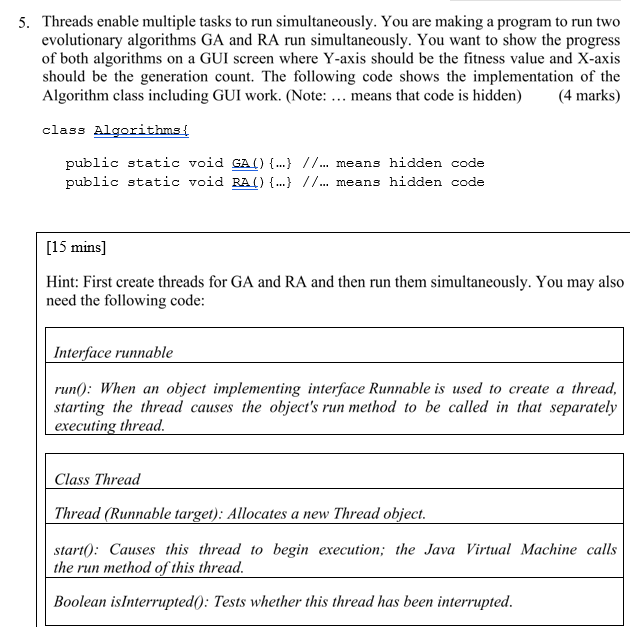 5. Threads enable multiple tasks to run simultaneously. You are making a program to run two
evolutionary algorithms GA and RA run simultaneously. You want to show the progress
of both algorithms on a GUI screen where Y-axis should be the fitness value and X-axis
should be the generation count. The following code shows the implementation of the
Algorithm class including GUI work. (Note: … means that code is hidden) (4 marks)
class Algorithms{
public static void GA(){…} //… means hidden code
public static void RA(){…} //… means hidden code
[15 mins]
Hint: First create threads for GA and RA and then run them simultaneously. You may also
need the following code:
Interface runnable
run(): When an object implementing interface Runnable is used to create a thread,
starting the thread causes the object's run method to be called in that separately
executing thread.
Class Thread
Thread (Runnable target): Allocates a new Thread object.
start(): Causes this thread to begin execution; the Java Virtual Machine calls
the run method of this thread.
Boolean isInterrupted(): Tests whether this thread has been interrupted.